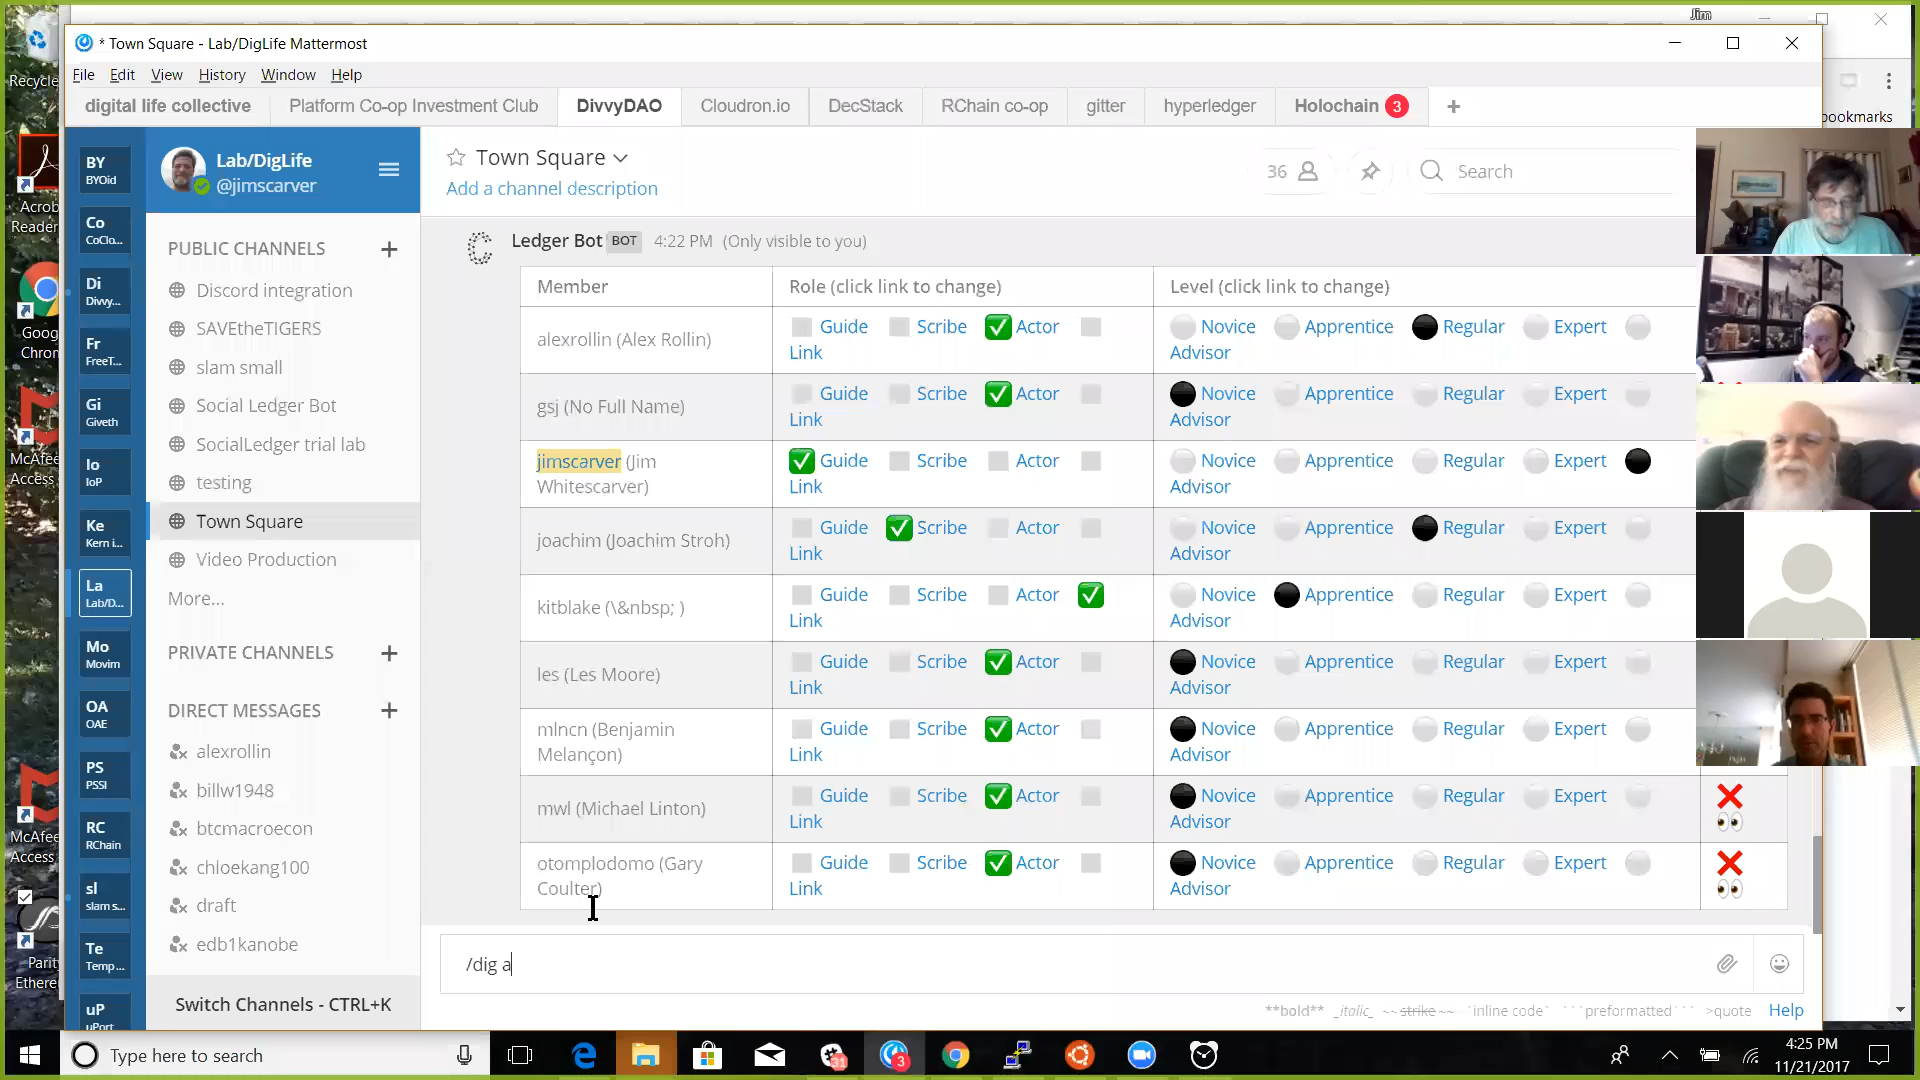 Jim
* Town Square - Lab/DigLife Mattermost
File Edit View History Window Help
digital life collective Platform Co-op Investment Club DivvyDAO Cloudron.io DecStack RChain co-op gitter hyperledger Holochain 3 +
bookmarks
Recycle
Acrob
Reader
Goog
Chron
McAfee
Access
McAfee
Access
Parity
Ethere
BY
BYOid
Co
CoClo...
Di
Divvy...
Fr
FreeT...
Gi
Giveth
Io
IoP
Ke
Kern i...
La
Lab/D...
Mo
Movim
OA
OAE
PS
PSSI
RC
RChain
sl
slam s...
Te
Temp ...
uP
uPort
Lab/DigLife
@jimscarver
PUBLIC CHANNELS +
Discord integration
SAVEtheTIGERS
slam small
Social Ledger Bot
SocialLedger trial lab
testing
Town Square
Video Production
More...
PRIVATE CHANNELS +
DIRECT MESSAGES +
alexrollin
billw1948
btcmacroecon
chloekang100
draft
edb1kanobe
Switch Channels - CTRL+K
Town Square
Add a channel description
36
Search
Ledger Bot BOT 4:22 PM (Only visible to you)
Member Role (click link to change) Level (click link to change)
alexrollin (Alex Rollin) Guide Scribe Actor Link Novice Apprentice Regular Expert Advisor
gsj (No Full Name) Guide Scribe Actor Link Novice Apprentice Regular Expert Advisor
jimscarver (Jim Whitescarver) Guide Scribe Actor Link Novice Apprentice Regular Expert Advisor
joachim (Joachim Stroh) Guide Scribe Actor Link Novice Apprentice Regular Expert Advisor
kitblake (\&nbsp; ) Guide Scribe Actor Link Novice Apprentice Regular Expert Advisor
les (Les Moore) Guide Scribe Actor Link Novice Apprentice Regular Expert Advisor
mlncn (Benjamin Melançon) Guide Scribe Actor Link Novice Apprentice Regular Expert Advisor
mwl (Michael Linton) Guide Scribe Actor Link Novice Apprentice Regular Expert Advisor
otomplodomo (Gary Coulter) Guide Scribe Actor Link Novice Apprentice Regular Expert Advisor
/dig a
**bold** _italic_ ~~strike~~ `inline code` ```preformatted``` >quote Help
Type here to search
31
3
4:25 PM
11/21/2017